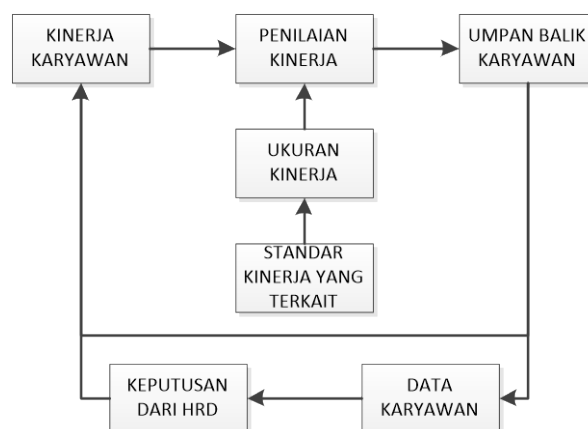 KINERJA
KARYAWAN
PENILAIAN
KINERJA
UMPAN BALIK
KARYAWAN
UKURAN
KINERJA
STANDAR
KINERJA YANG
TERKAIT
KEPUTUSAN
DARI HRD
DATA
KARYAWAN